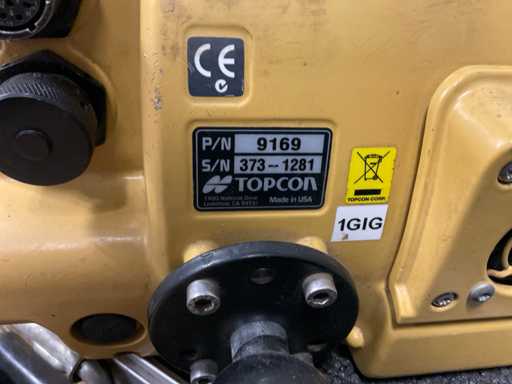 CE
P/N 9169
S/N 373-1281
TOPCON
Made in USA
TOPCON CORP.
1GIG